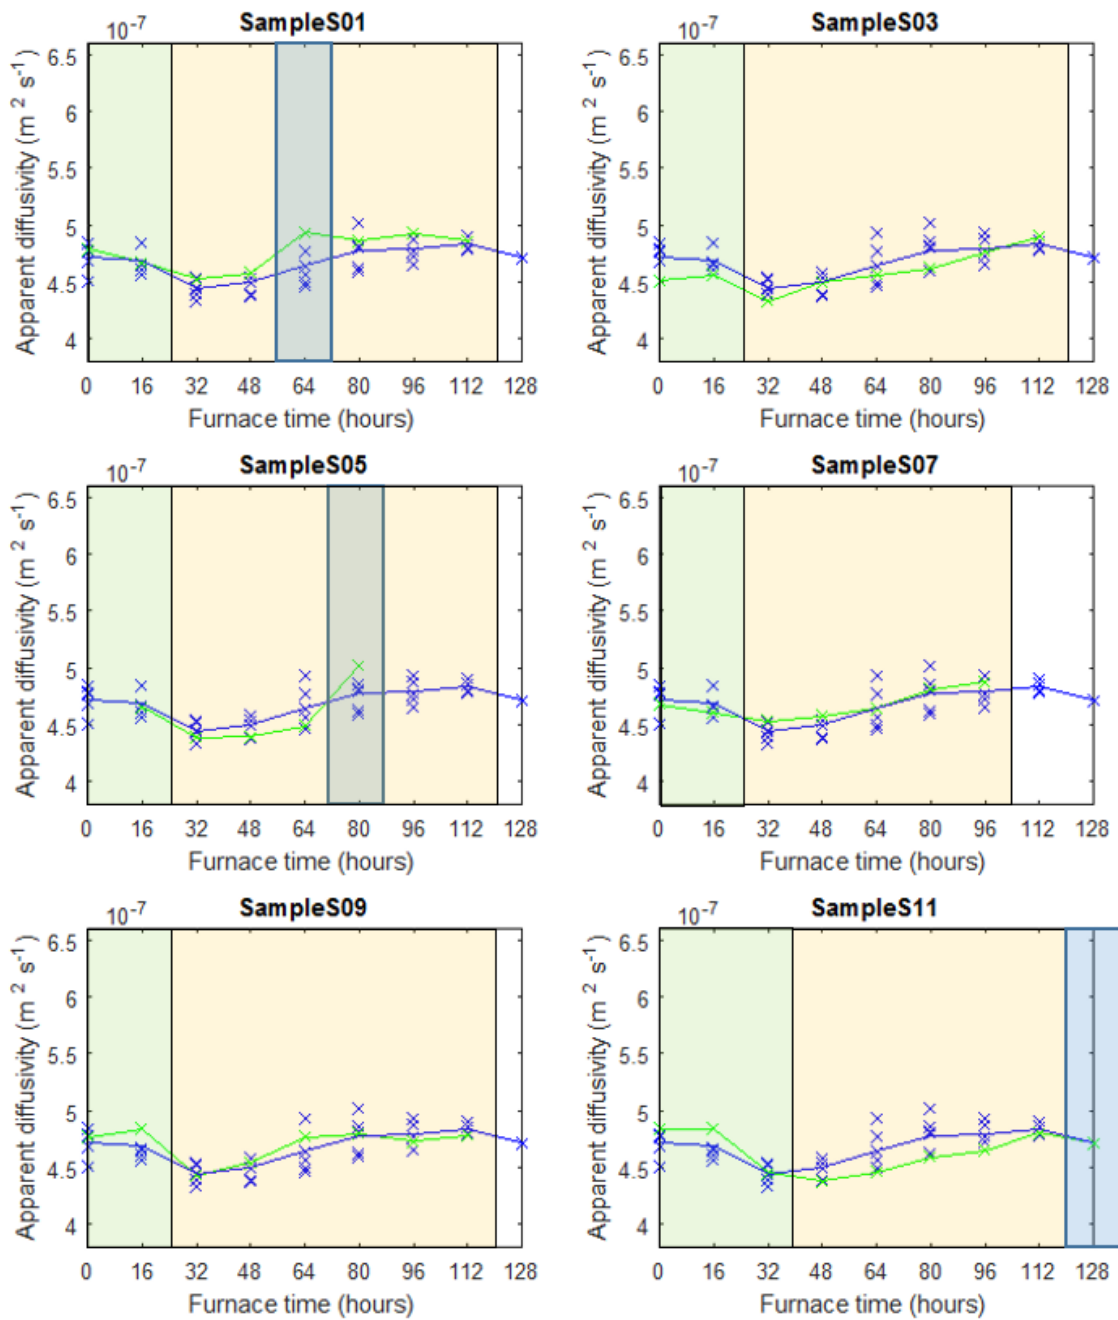 SampleS01
10^-7
Apparent diffusivity (m ² s⁻¹)
6.5
6
5.5
5
4.5
4
0 16 32 48 64 80 96 112 128
Furnace time (hours)
SampleS03
Apparent diffusivity (m ² s⁻¹)
6.5
6
5.5
5
4.5
4
0 16 32 48 64 80 96 112 128
Furnace time (hours)
SampleS05
10^-7
Apparent diffusivity (m ² s⁻¹)
6.5
6
5.5
5
4.5
4
0 16 32 48 64 80 96 112 128
Furnace time (hours)
SampleS07
10^-7
Apparent diffusivity (m ² s⁻¹)
6.5
6
5.5
5
4.5
4
0 16 32 48 64 80 96 112 128
Furnace time (hours)
SampleS09
10^-7
Apparent diffusivity (m ² s⁻¹)
6.5
6
5.5
5
4.5
4
0 16 32 48 64 80 96 112 128
Furnace time (hours)
SampleS11
10^-7
Apparent diffusivity (m ² s⁻¹)
6.5
6
5.5
5
4.5
4
0 16 32 48 64 80 96 112 128
Furnace time (hours)